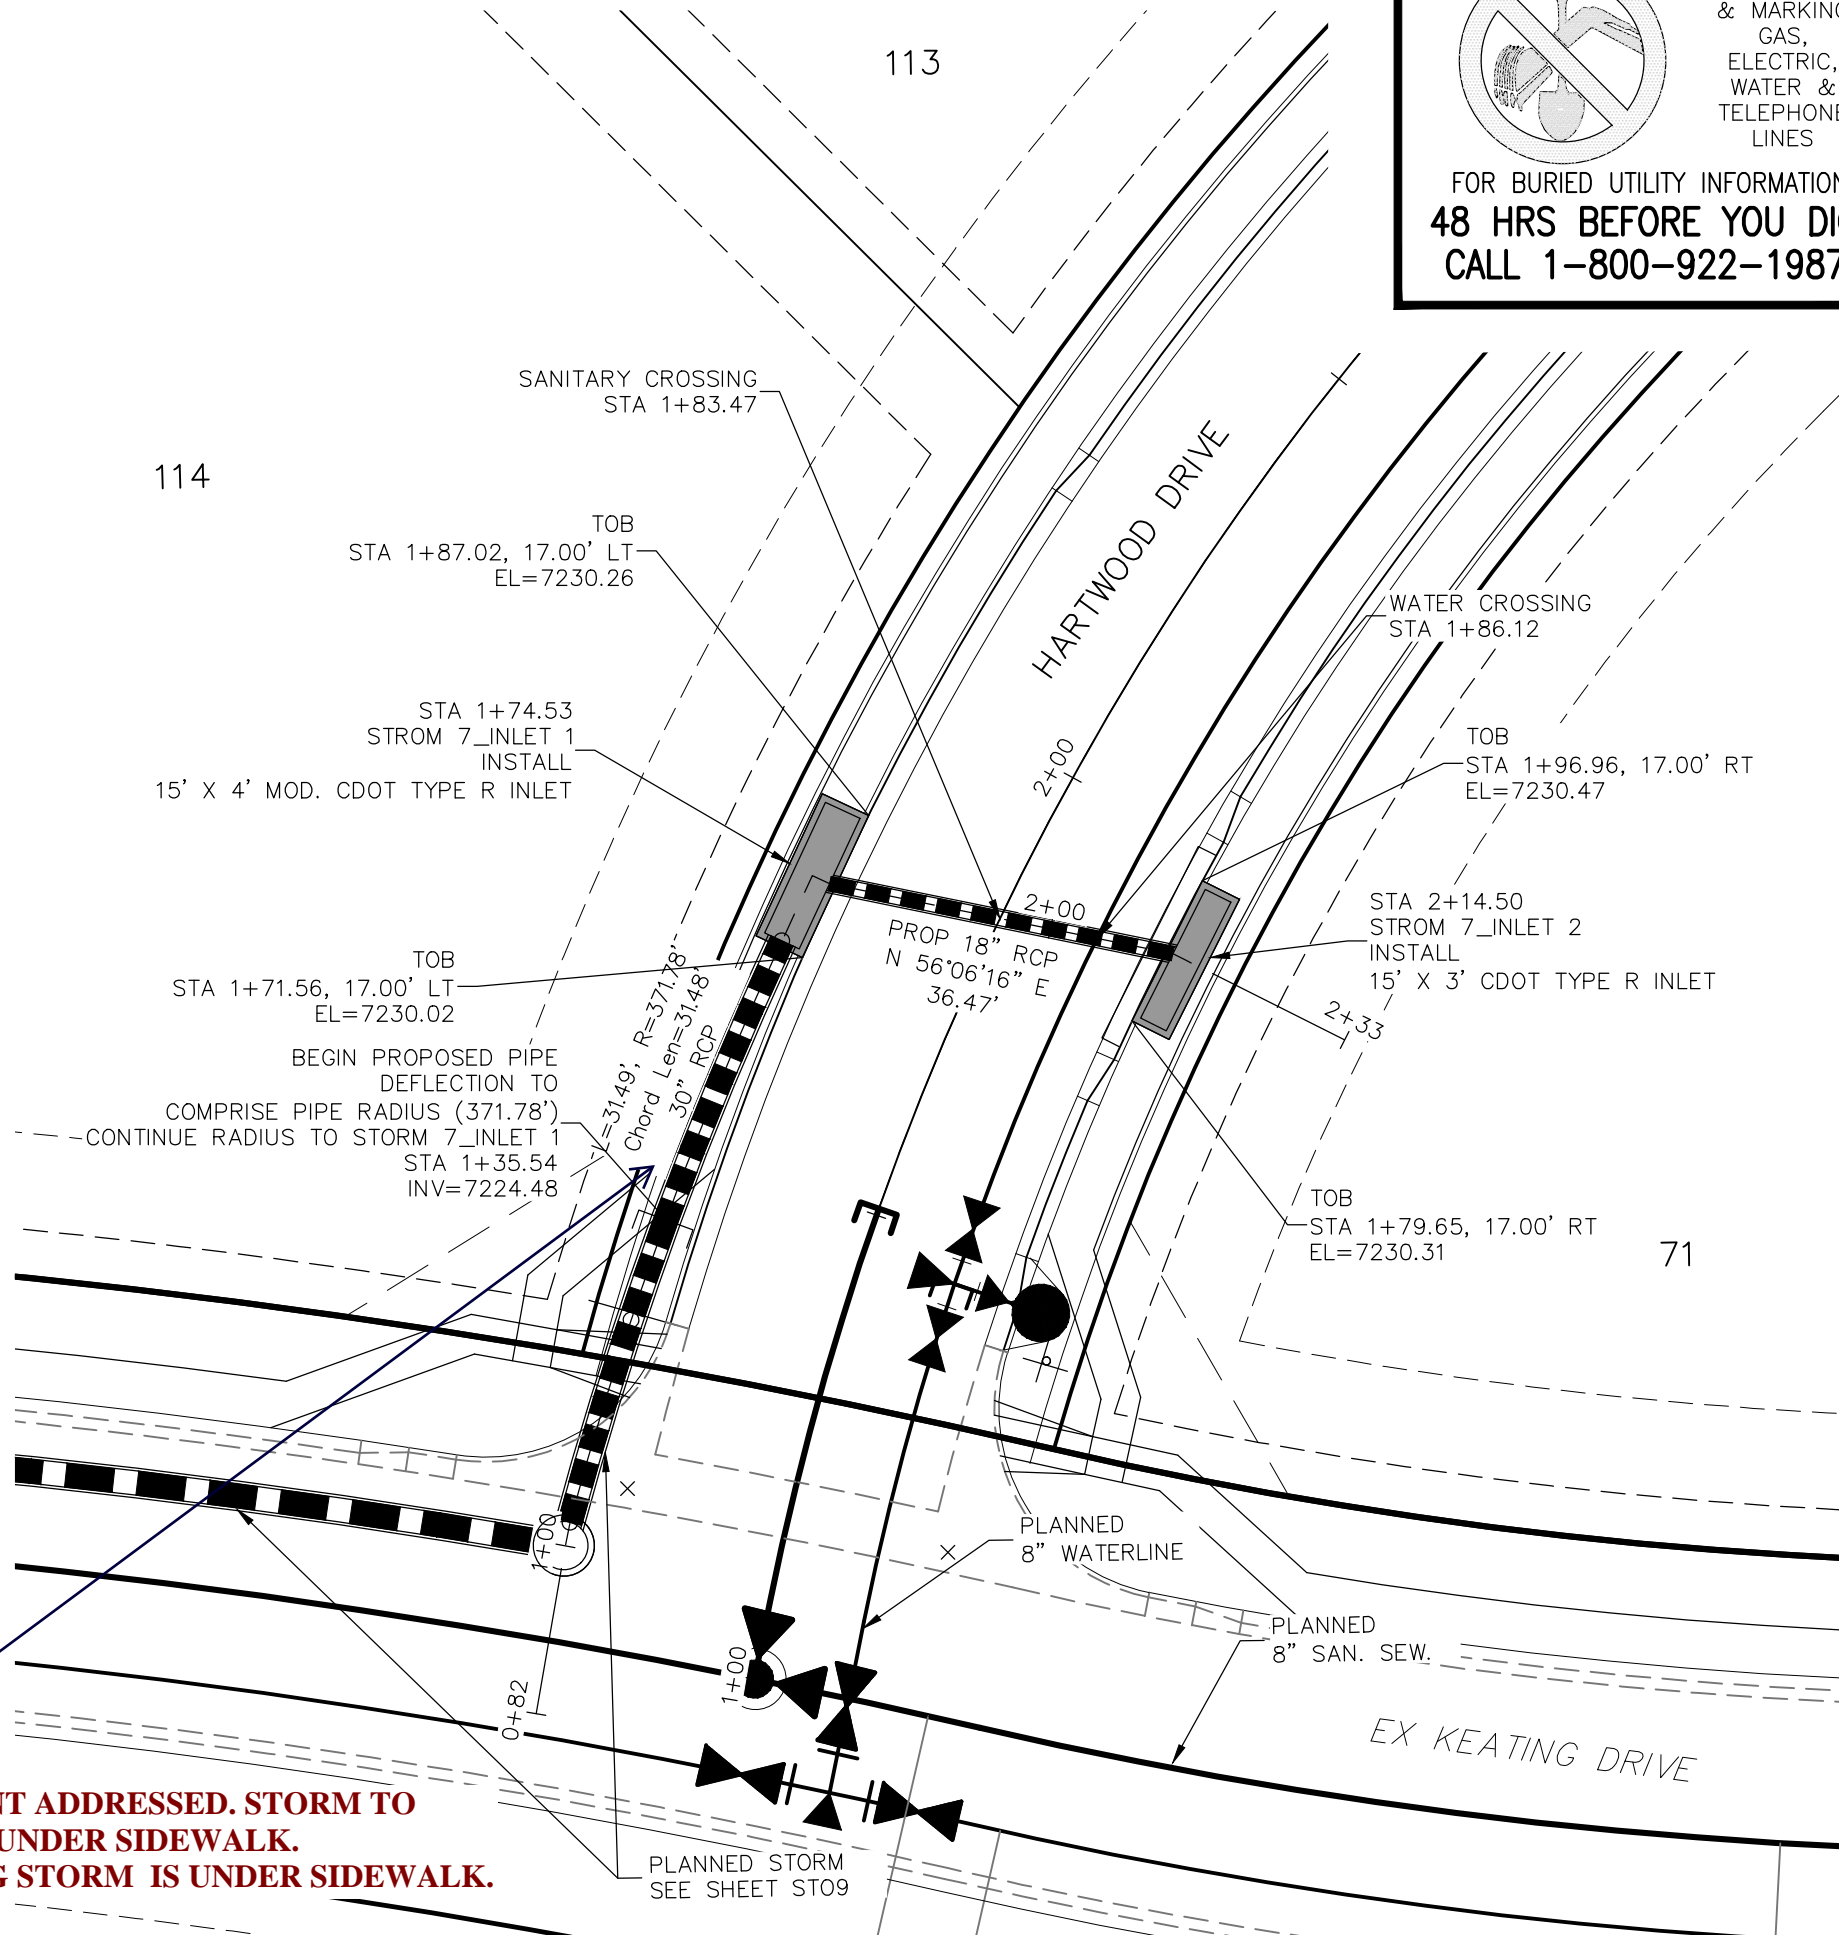 & MARKING
GAS,
ELECTRIC,
WATER &
TELEPHONE
LINES
FOR BURIED UTILITY INFORMATION
48 HRS BEFORE YOU DIG
CALL 1-800-922-1987
113
114
SANITARY CROSSING
STA 1+83.47
TOB
STA 1+87.02, 17.00' LT
EL=7230.26
HARTWOOD DRIVE
WATER CROSSING
STA 1+86.12
STA 1+74.53
STROM 7_INLET 1
INSTALL
15' X 4' MOD. CDOT TYPE R INLET
2+00
TOB
STA 1+96.96, 17.00' RT
EL=7230.47
2+00
PROP 18" RCP
N 56°06'16" E
36.47'
STA 2+14.50
STROM 7_INLET 2
INSTALL
15' X 3' CDOT TYPE R INLET
2+33
TOB
STA 1+71.56, 17.00' LT
EL=7230.02
L=31.49', R=371.78'
Chord Len=31.48'
30" RCP
BEGIN PROPOSED PIPE
DEFLECTION TO
COMPRISE PIPE RADIUS (371.78')
CONTINUE RADIUS TO STORM 7_INLET 1
STA 1+35.54
INV=7224.48
TOB
STA 1+79.65, 17.00' RT
EL=7230.31
71
1+00
PLANNED
8" WATERLINE
PLANNED
8" SAN. SEW.
1+00
0+82
EX KEATING DRIVE
NT ADDRESSED. STORM TO
UNDER SIDEWALK.
G STORM IS UNDER SIDEWALK.
PLANNED STORM
SEE SHEET ST09